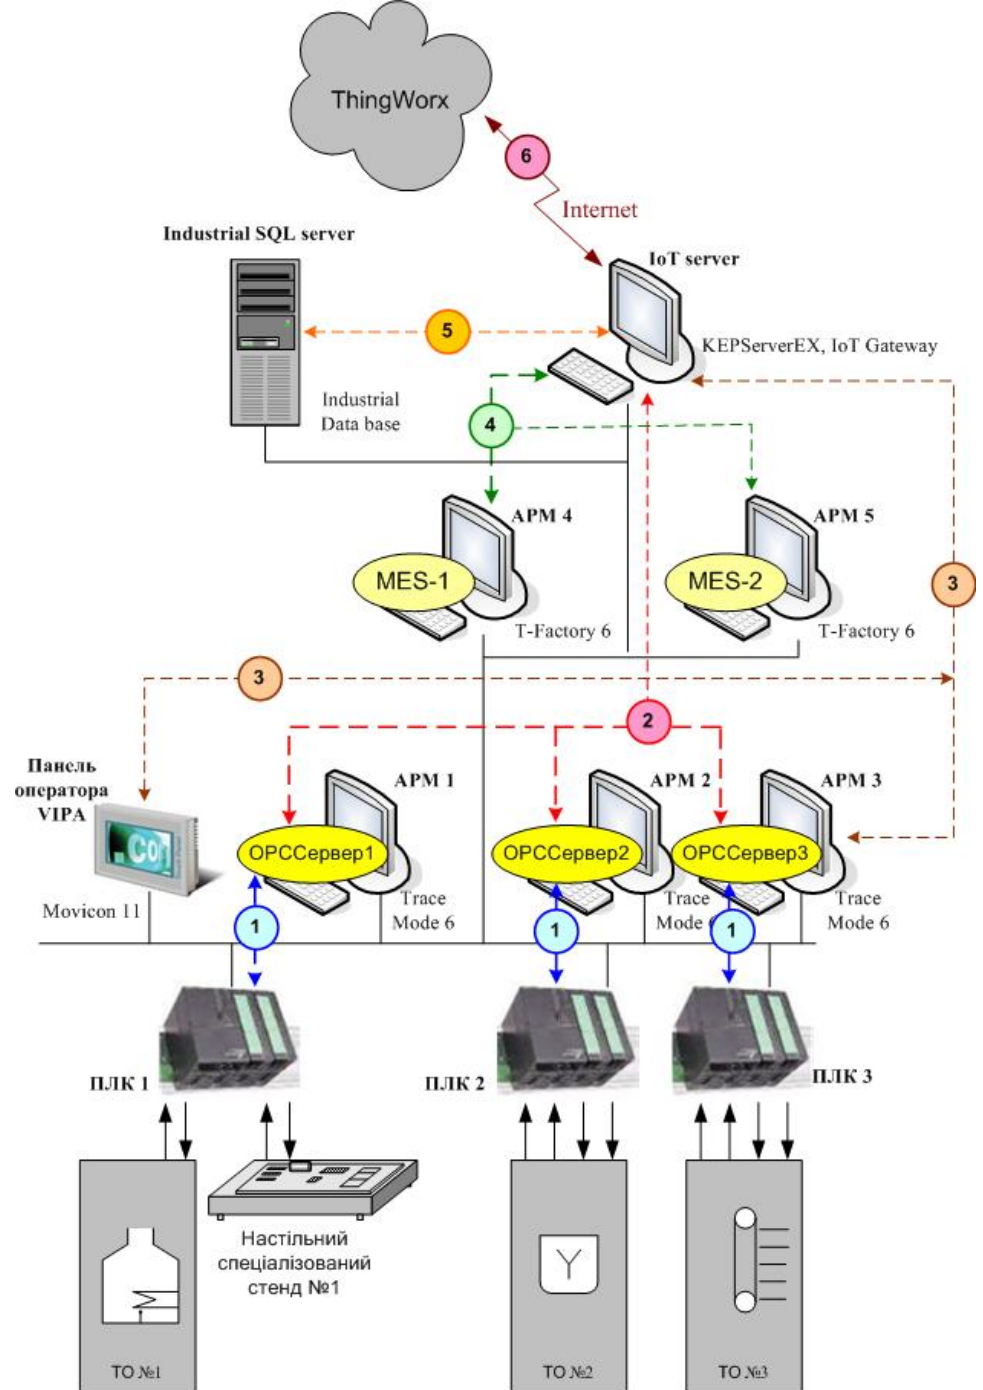 ThingWorx
6
Internet
Industrial SQL server
IoT server
5
KEPServerEX, IoT Gateway
Industrial
Data base
4
АРМ 4
АРМ 5
MES-1
MES-2
3
T-Factory 6
T-Factory 6
3
2
Панель
оператора
VIPA
АРМ 1
АРМ 2
АРМ 3
ОРССервер1
ОРССервер2
ОРССервер3
Movicon 11
Trace
Mode 6
Trace
Mode 6
Trace
Mode 6
1
1
1
ПЛК 1
ПЛК 2
ПЛК 3
Настільний
спеціалізований
стенд №1
ТО №1
ТО №2
ТО №3